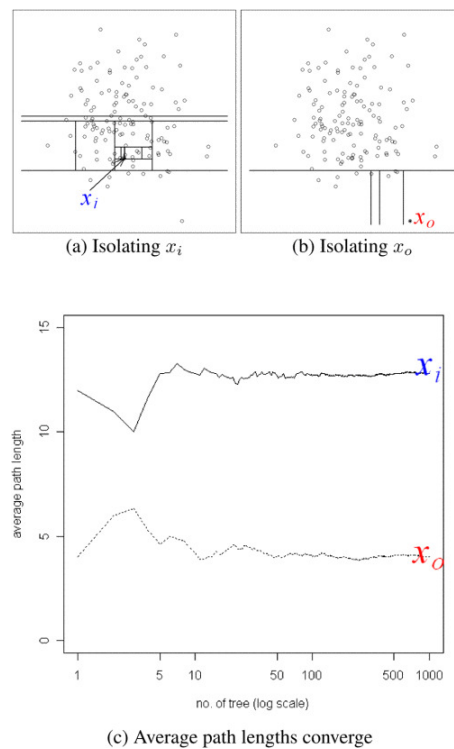 x_i
x_o
(a) Isolating x_i
(b) Isolating x_o
15
10
5
0
average path length
x_i
x_o
1
5
10
50
100
500
1000
no. of tree (log scale)
(c) Average path lengths converge